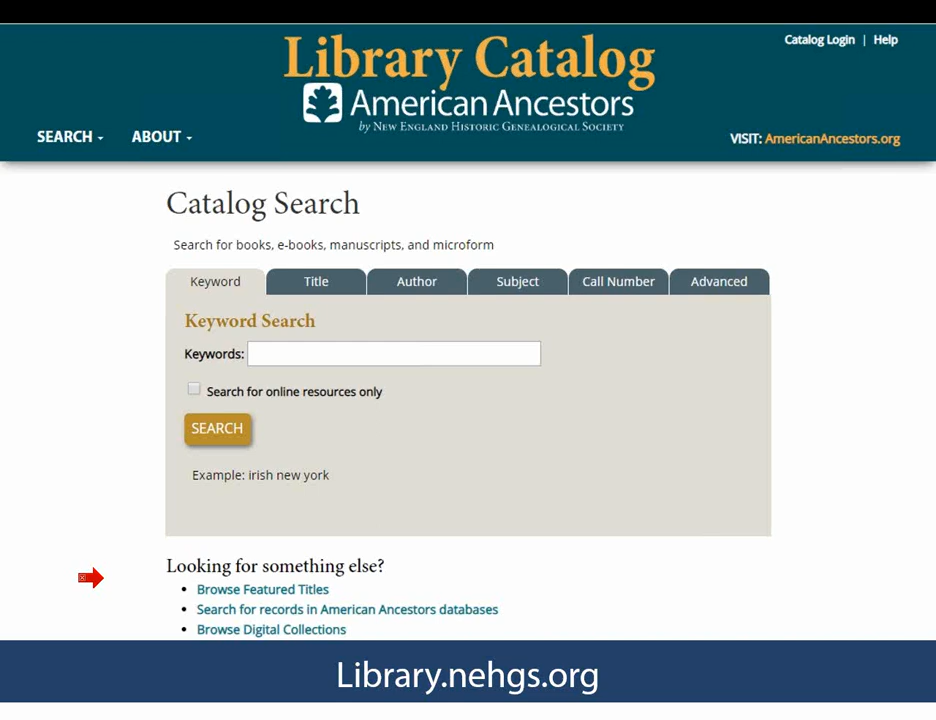 Catalog Login | Help
Library Catalog
American Ancestors
by New England Historic Genealogical Society
SEARCH ABOUT
VISIT: AmericanAncestors.org
Catalog Search
Search for books, e-books, manuscripts, and microform
Keyword Title Author Subject Call Number Advanced
Keyword Search
Keywords:
Search for online resources only
SEARCH
Example: irish new york
Looking for something else?
• Browse Featured Titles
• Search for records in American Ancestors databases
• Browse Digital Collections
Library.nehgs.org